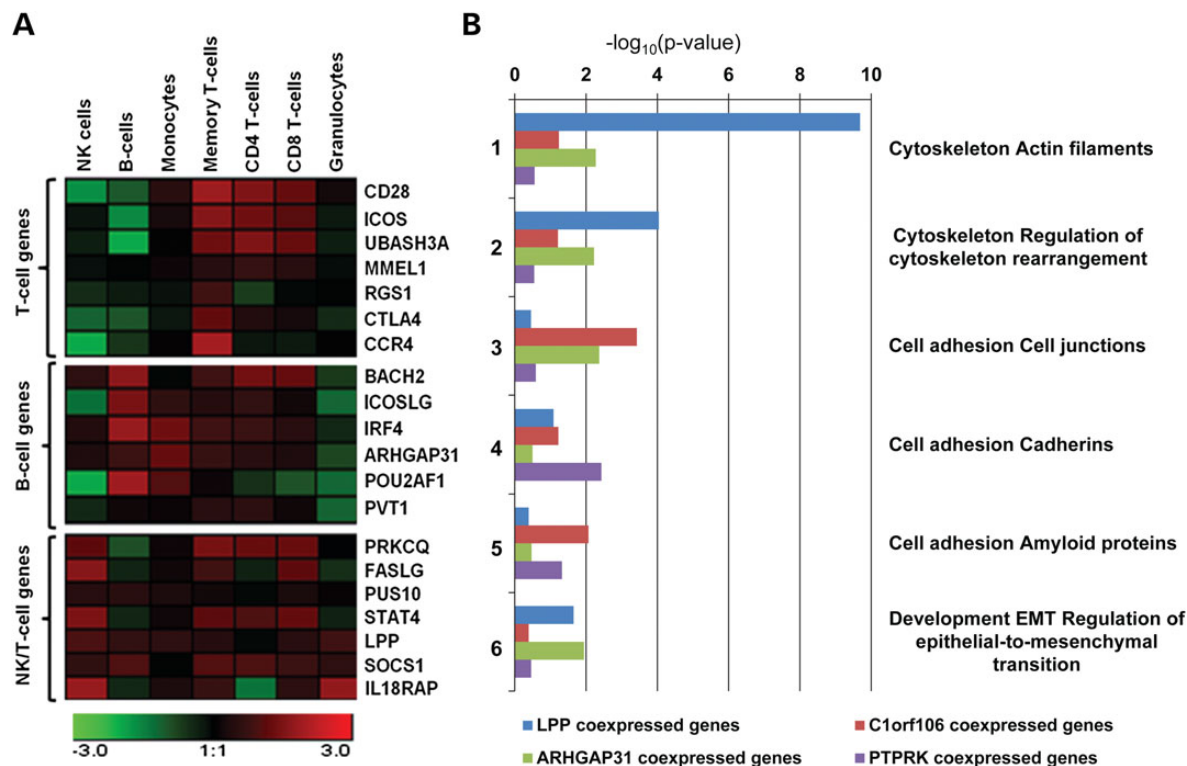 A
NK cells
B-cells
Monocytes
Memory T-cells
CD4 T-cells
CD8 T-cells
Granulocytes
T-cell genes
CD28
ICOS
UBASH3A
MMEL1
RGS1
CTLA4
CCR4
B-cell genes
BACH2
ICOSLG
IRF4
ARHGAP31
POU2AF1
PVT1
NK/T-cell genes
PRKCQ
FASLG
PUS10
STAT4
LPP
SOCS1
IL18RAP
-3.0 1:1 3.0
B
-log10(p-value)
0 2 4 6 8 10
1
Cytoskeleton Actin filaments
2
Cytoskeleton Regulation of
cytoskeleton rearrangement
3
Cell adhesion Cell junctions
4
Cell adhesion Cadherins
5
Cell adhesion Amyloid proteins
6
Development EMT Regulation of
epithelial-to-mesenchymal
transition
LPP coexpressed genes
C1orf106 coexpressed genes
ARHGAP31 coexpressed genes
PTPRK coexpressed genes